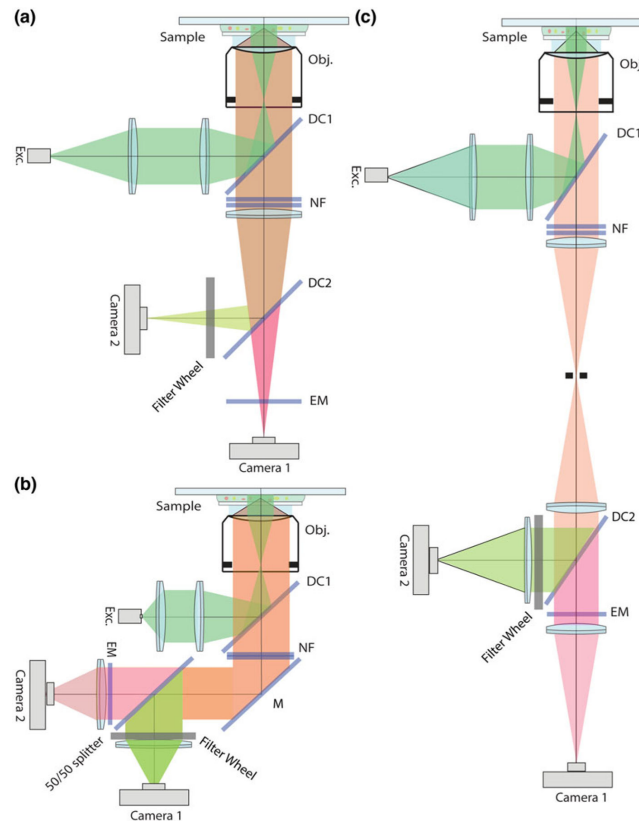 (a)
Sample
Obj.
DC1
Exc.
NF
DC2
Camera 2
Filter Wheel
EM
Camera 1
(b)
Sample
Obj.
DC1
Exc.
NF
EM
M
Camera 2
50/50 splitter
Filter Wheel
Camera 1
(c)
Sample
Obj
DC1
Exc.
NF
DC2
Camera 2
Filter Wheel
EM
Camera 1